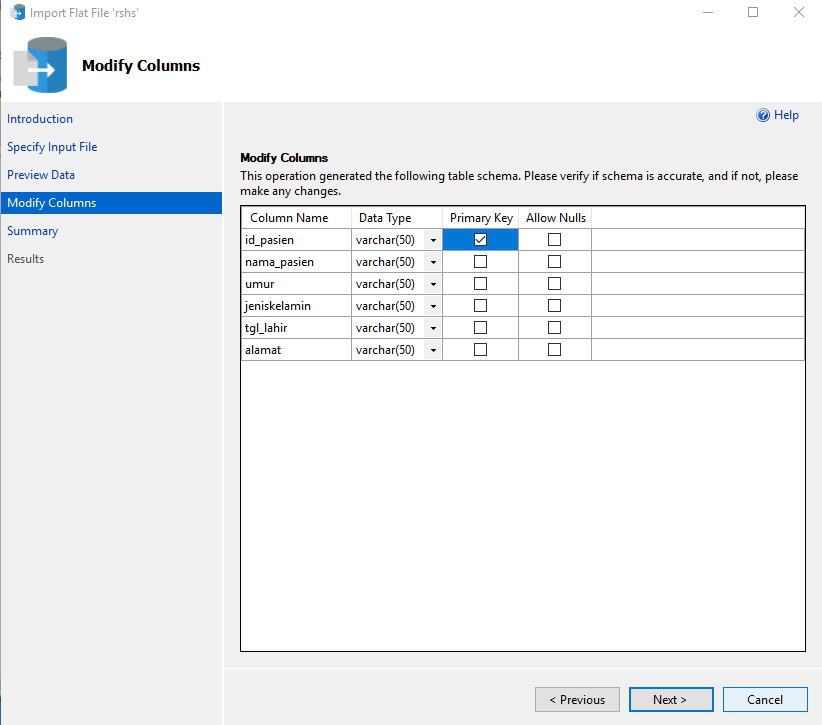 Import Flat File 'rshs'
Modify Columns
Introduction
Specify Input File
Preview Data
Modify Columns
Summary
Results
Help
Modify Columns
This operation generated the following table schema. Please verify if schema is accurate, and if not, please
make any changes.
Column Name Data Type Primary Key Allow Nulls
id_pasien varchar(50)
nama_pasien varchar(50)
umur varchar(50)
jeniskelamin varchar(50)
tgl_lahir varchar(50)
alamat varchar(50)
< Previous Next > Cancel